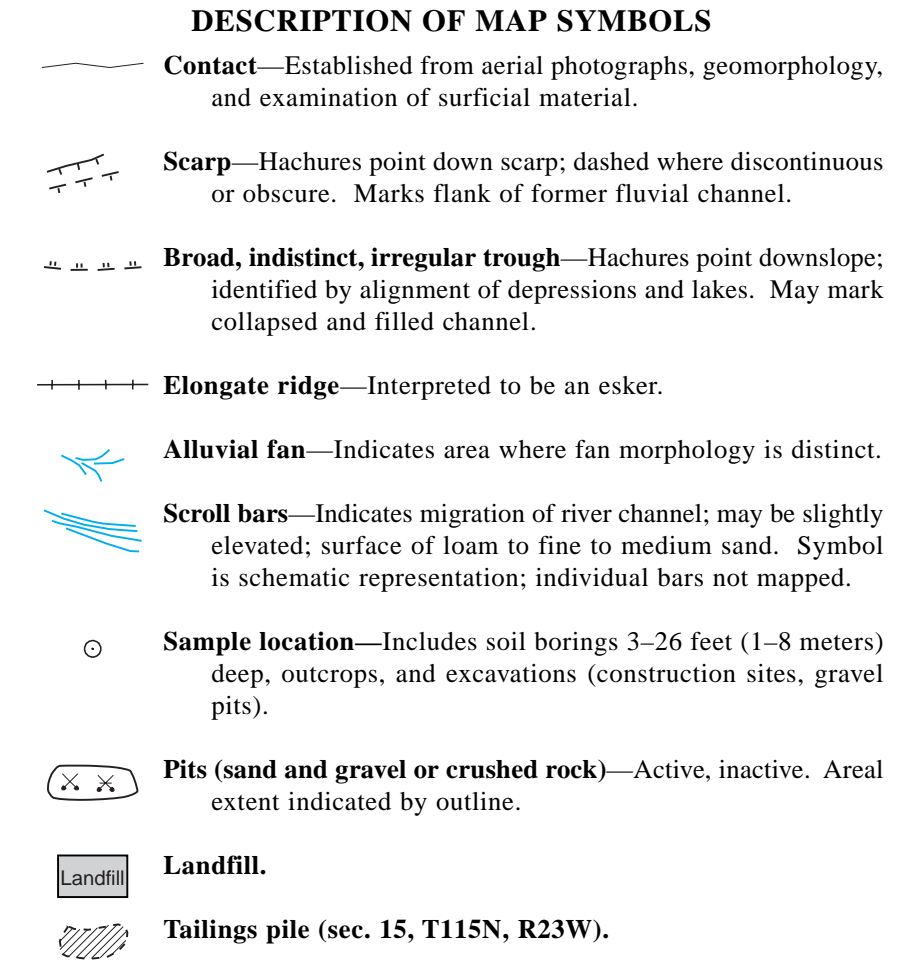 DESCRIPTION OF MAP SYMBOLS
Contact—Established from aerial photographs, geomorphology,
and examination of surficial material.
Scarp—Hachures point down scarp; dashed where discontinuous
or obscure. Marks flank of former fluvial channel.
Broad, indistinct, irregular trough—Hachures point downslope;
identified by alignment of depressions and lakes. May mark
collapsed and filled channel.
Elongate ridge—Interpreted to be an esker.
Alluvial fan—Indicates area where fan morphology is distinct.
Scroll bars—Indicates migration of river channel; may be slightly
elevated; surface of loam to fine to medium sand. Symbol
is schematic representation; individual bars not mapped.
Sample location—Includes soil borings 3–26 feet (1–8 meters)
deep, outcrops, and excavations (construction sites, gravel
pits).
Pits (sand and gravel or crushed rock)—Active, inactive. Areal
extent indicated by outline.
Landfill
Landfill.
Tailings pile (sec. 15, T115N, R23W).